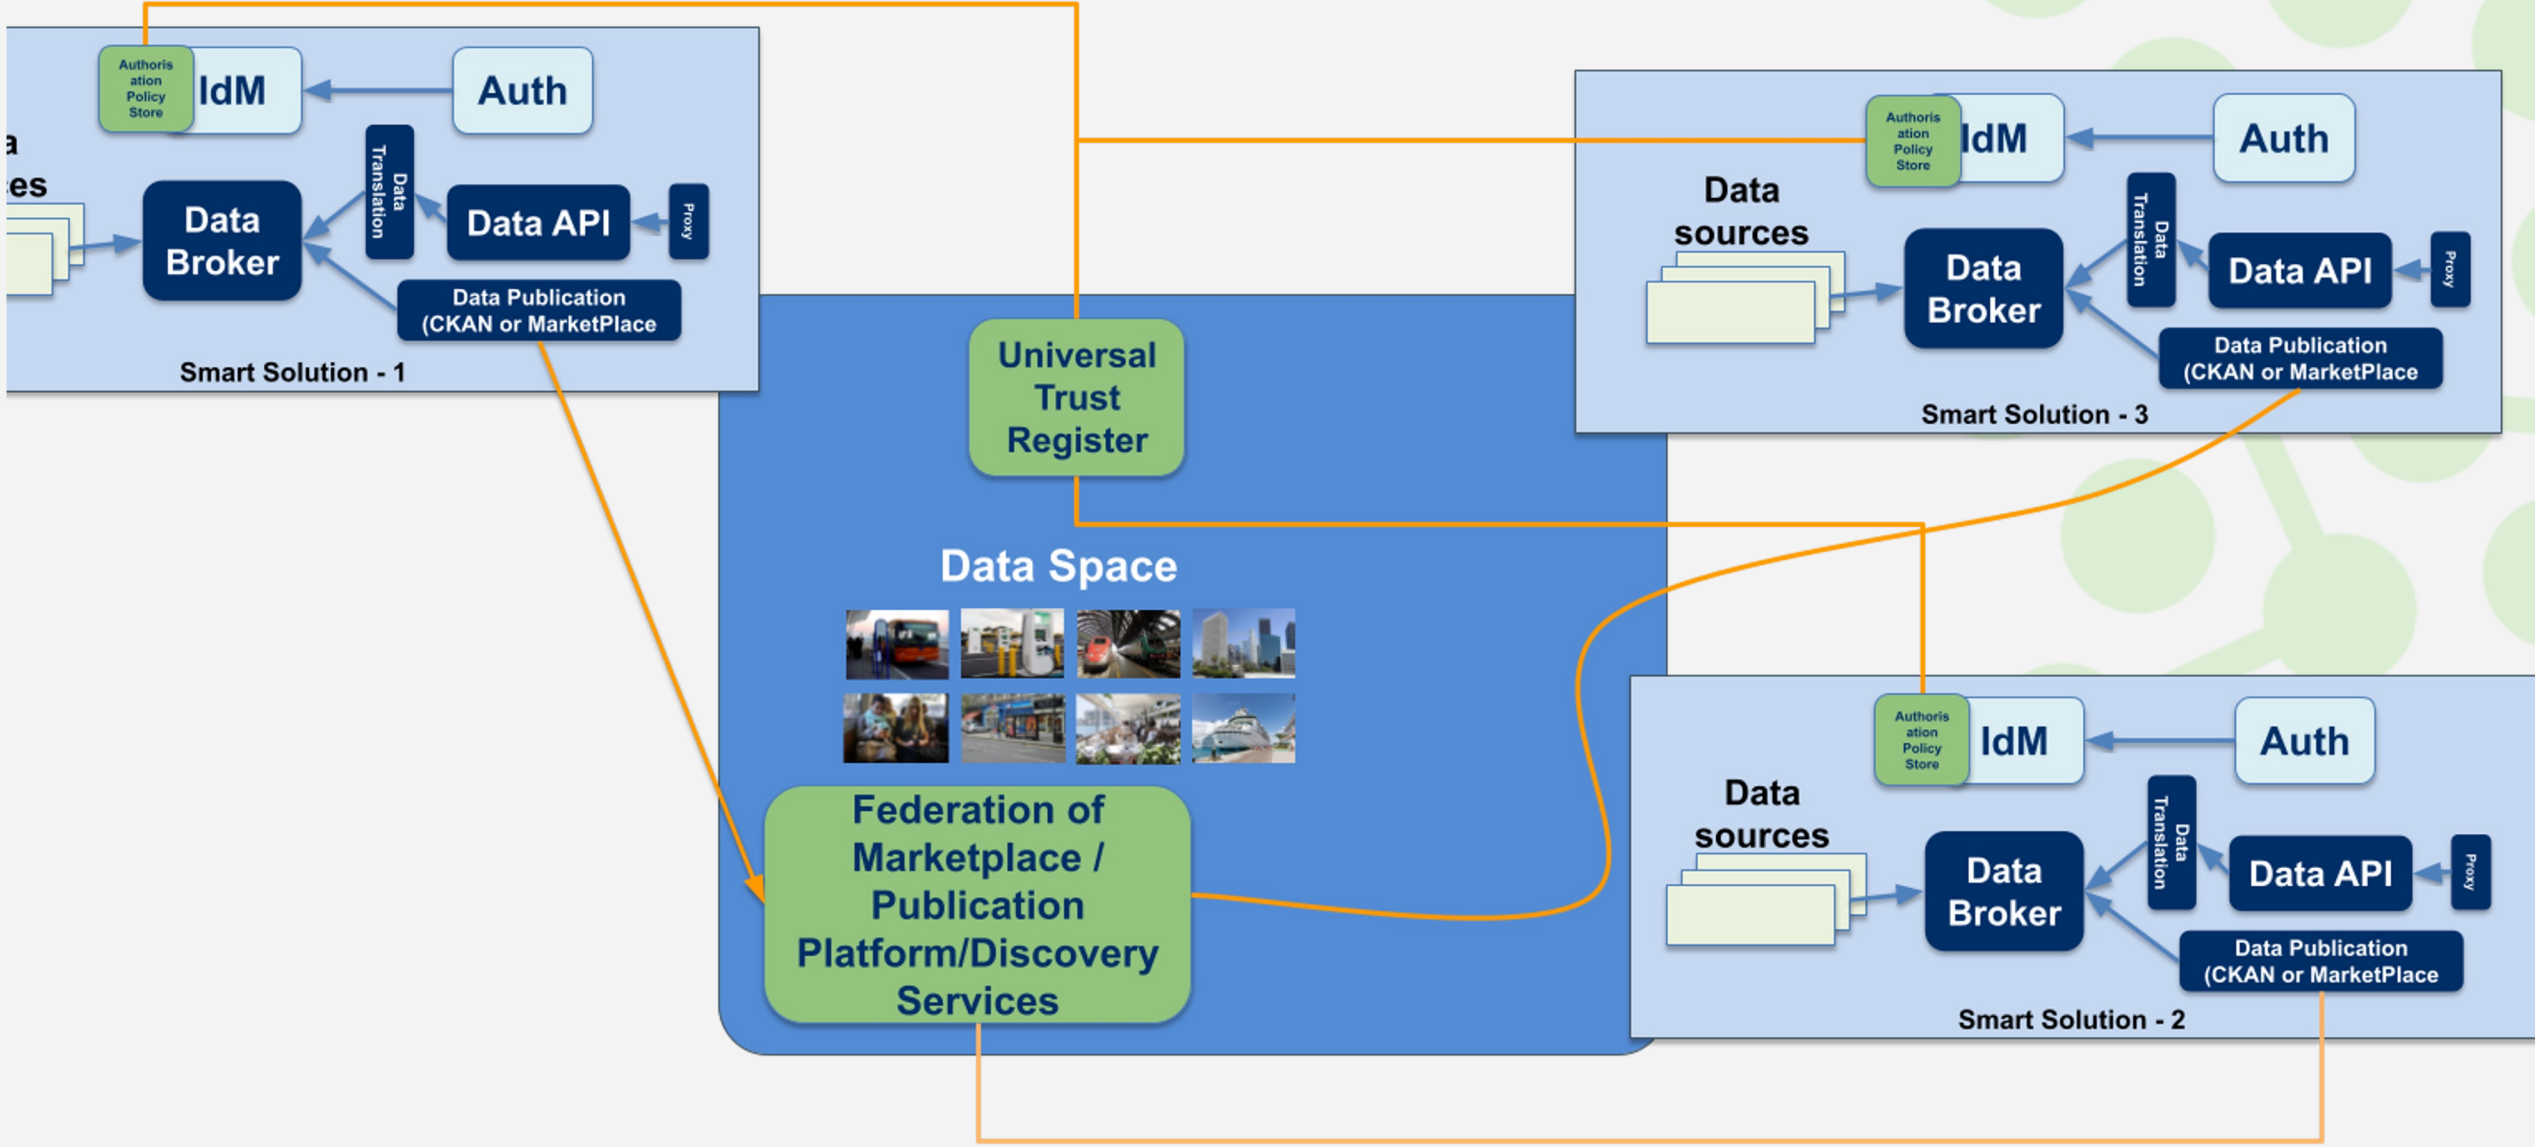 Authoris
ation
Policy
Store
IdM
Auth
a
es
Data
Translation
Data
Broker
Data API
Proxy
Data Publication
(CKAN or MarketPlace
Smart Solution - 1
Authoris
ation
Policy
Store
IdM
Auth
Data
sources
Data
Translation
Data
Broker
Data API
Proxy
Data Publication
(CKAN or MarketPlace
Smart Solution - 3
Universal
Trust
Register
Data Space
Federation of
Marketplace /
Publication
Platform/Discovery
Services
Authoris
ation
Policy
Store
IdM
Auth
Data
sources
Data
Translation
Data
Broker
Data API
Proxy
Data Publication
(CKAN or MarketPlace
Smart Solution - 2